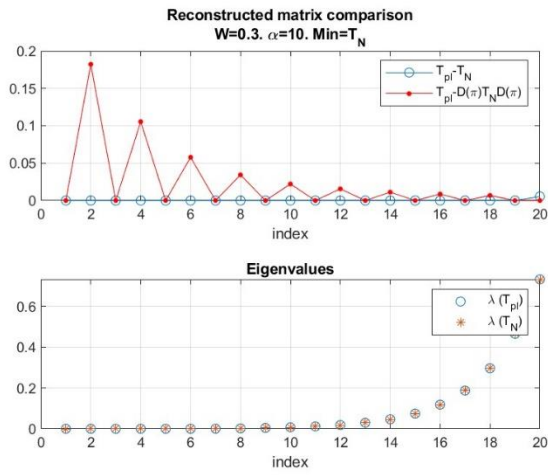 Reconstructed matrix comparison
W=0.3. α=10. Min=T_N
0.2
0.15
0.1
0.05
0
T_pl-T_N
T_pl-D(π)T_ND(π)
0 2 4 6 8 10 12 14 16 18 20
index
Eigenvalues
0.6
0.4
0.2
0
λ (T_pl)
λ (T_N)
0 2 4 6 8 10 12 14 16 18 20
index